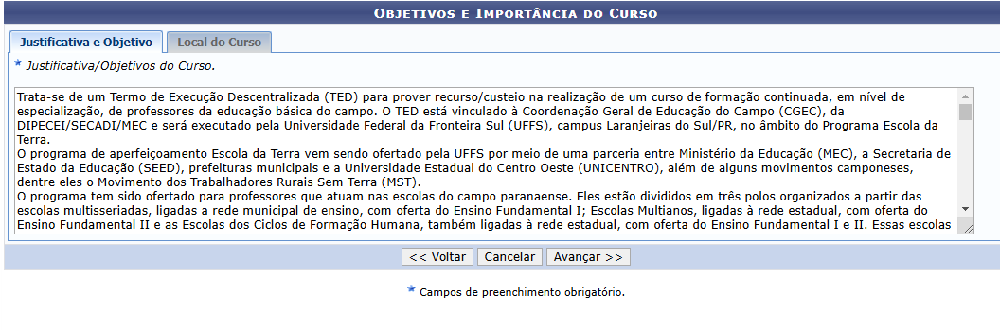 OBJETIVOS E IMPORTÂNCIA DO CURSO
Justificativa e Objetivo
Local do Curso
Justificativa/Objetivos do Curso.
Trata-se de um Termo de Execução Descentralizada (TED) para prover recurso/custeio na realização de um curso de formação continuada, em nível de
especialização, de professores da educação básica do campo. O TED está vinculado à Coordenação Geral de Educação do Campo (CGEC), da
DIPECEI/SECADI/MEC e será executado pela Universidade Federal da Fronteira Sul (UFFS), campus Laranjeiras do Sul/PR, no âmbito do Programa Escola da
Terra.
O programa de aperfeiçoamento Escola da Terra vem sendo ofertado pela UFFS por meio de uma parceria entre Ministério da Educação (MEC), a Secretaria de
Estado da Educação (SEED), prefeituras municipais e a Universidade Estadual do Centro Oeste (UNICENTRO), além de alguns movimentos camponeses,
dentre eles o Movimento dos Trabalhadores Rurais Sem Terra (MST).
O programa tem sido ofertado para professores que atuam nas escolas do campo paranaense. Eles estão divididos em três polos organizados a partir das
escolas multisseriadas, ligadas a rede municipal de ensino, com oferta do Ensino Fundamental I; Escolas Multianos, ligadas à rede estadual, com oferta do
Ensino Fundamental II e as Escolas dos Ciclos de Formação Humana, também ligadas à rede estadual, com oferta do Ensino Fundamental I e II. Essas escolas
<< Voltar
Cancelar
Avançar >>
Campos de preenchimento obrigatório.